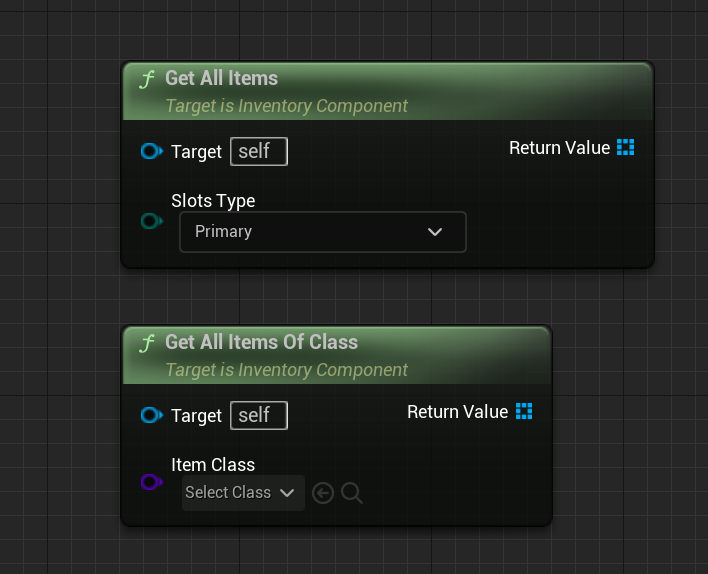 Get All Items
Target is Inventory Component
Target self
Return Value
Slots Type
Primary
Get All Items Of Class
Target is Inventory Component
Target self
Return Value
Item Class
Select Class